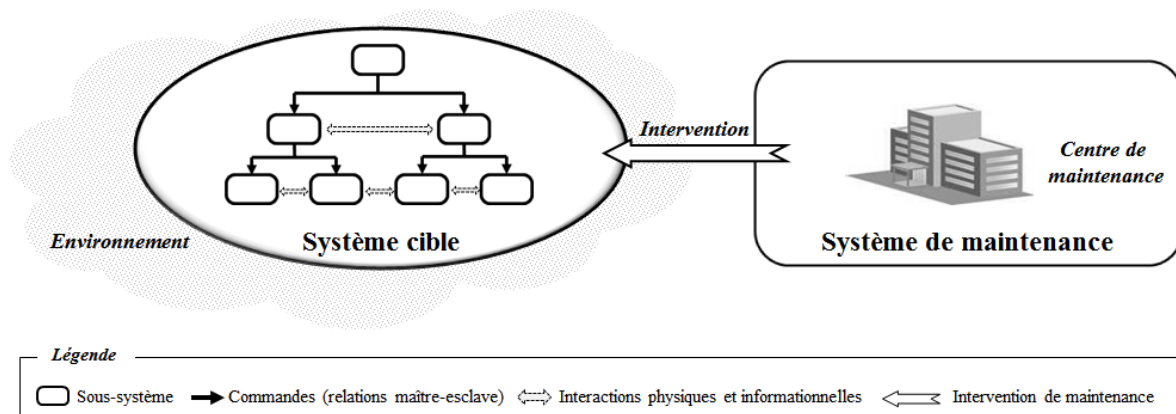 Intervention
Centre de
maintenance
Environnement
Système cible
Système de maintenance
Légende
Sous-système
Commandes (relations maître-esclave)
Interactions physiques et informationnelles
Intervention de maintenance